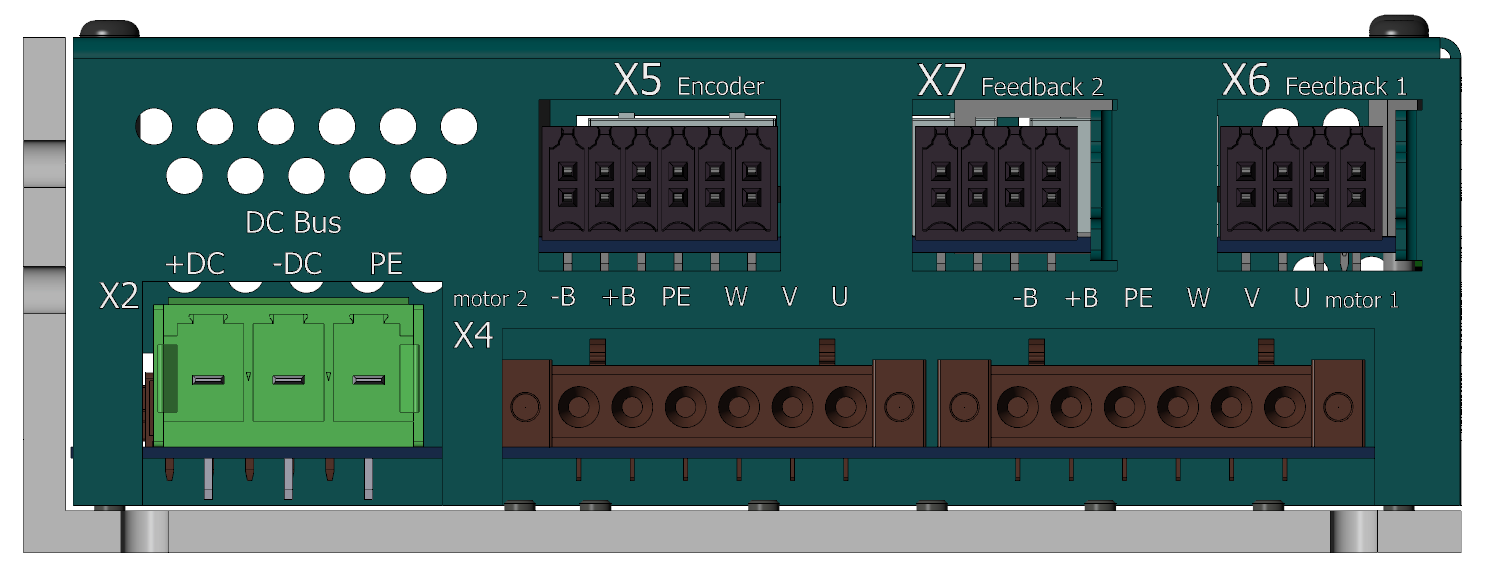 X5 Encoder
X7 Feedback 2
X6 Feedback 1
DC Bus
+DC -DC PE
X2
motor 2 -B +B PE W V U
-B +B PE W V U motor 1
X4